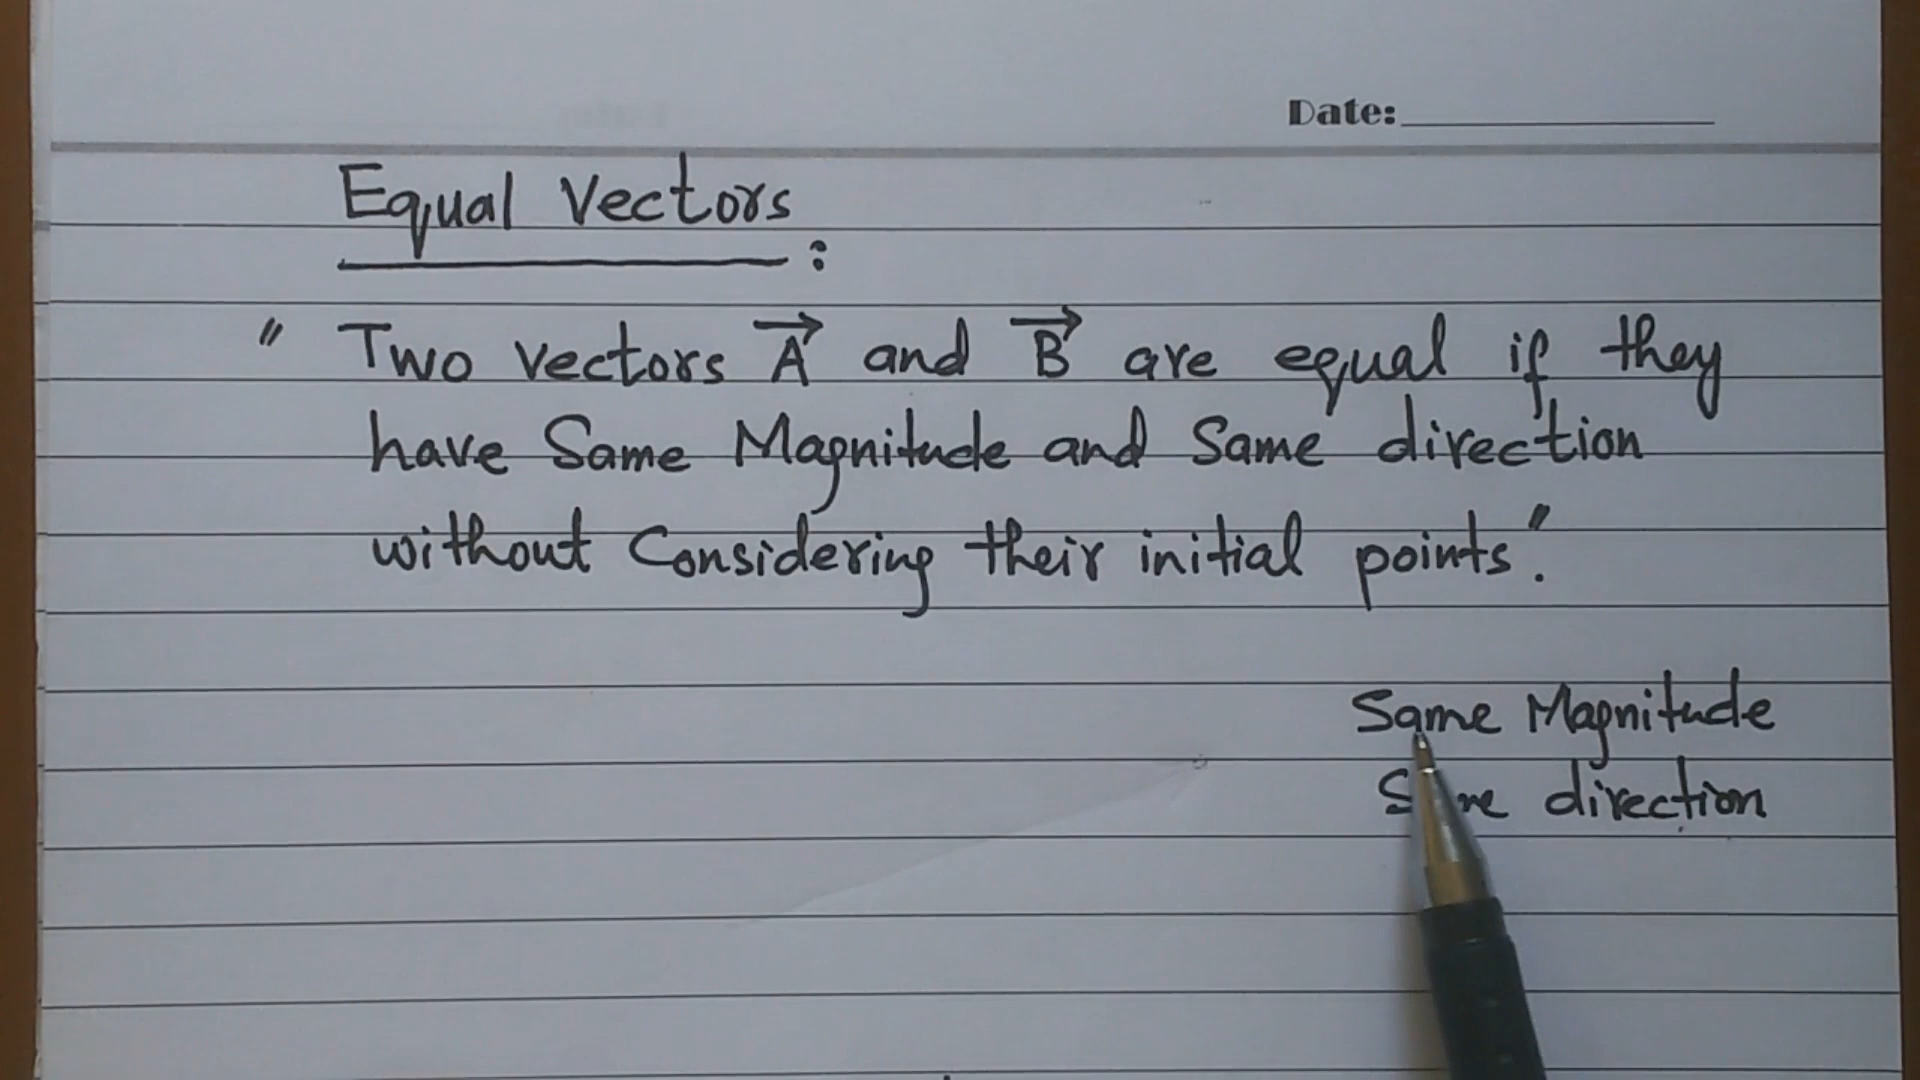 Date:
Equal Vectors :
" Two vectors A and B are equal if they
have Same Magnitude and Same direction
without Considering their initial points."
Same Magnitude
direction